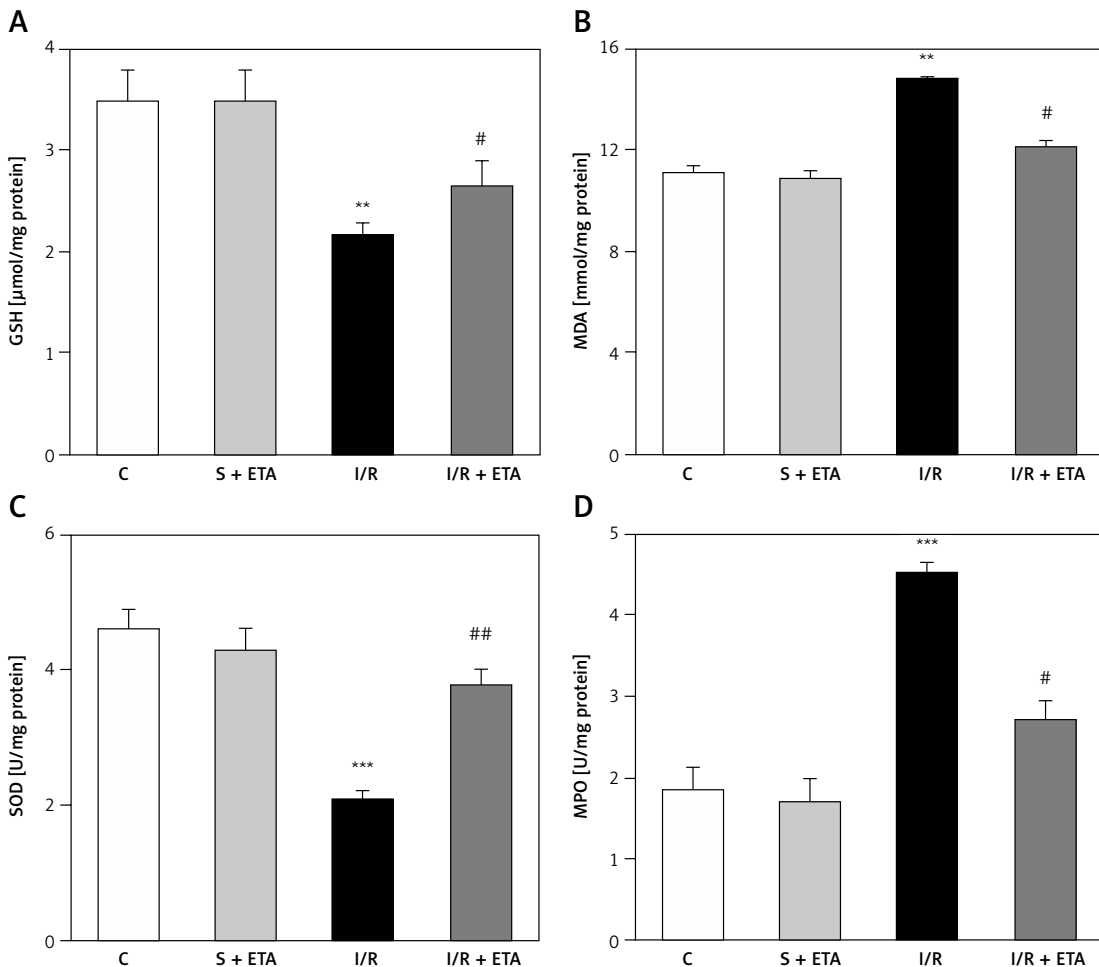 A
GSH [µmol/mg protein]
4
3
2
1
0
**
#
C
S + ETA
I/R
I/R + ETA
B
MDA [mmol/mg protein]
16
12
8
4
0
**
#
C
S + ETA
I/R
I/R + ETA
C
SOD [U/mg protein]
6
4
2
0
***
##
C
S + ETA
I/R
I/R + ETA
D
MPO [U/mg protein]
5
4
3
2
1
0
***
#
C
S + ETA
I/R
I/R + ETA